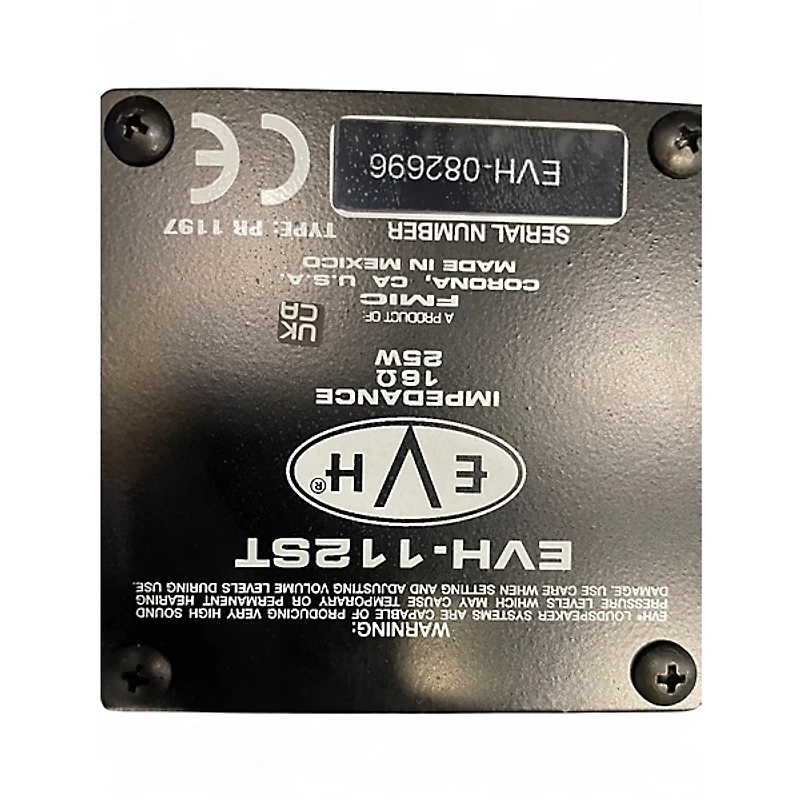 WARNING:
EVH® LOUDSPEAKER SYSTEMS ARE CAPABLE OF PRODUCING VERY HIGH SOUND
PRESSURE LEVELS WHICH MAY CAUSE TEMPORARY OR PERMANENT HEARING
DAMAGE. USE CARE WHEN SETTING AND ADJUSTING VOLUME LEVELS DURING USE.
EVH-112ST
EVH®
IMPEDANCE
16Ω
25W
UK
CA
A PRODUCT OF:
FMIC
CORONA, CA U.S.A.
MADE IN MEXICO
SERIAL NUMBER
TYPE: PR 1197
EVH-082696
CE